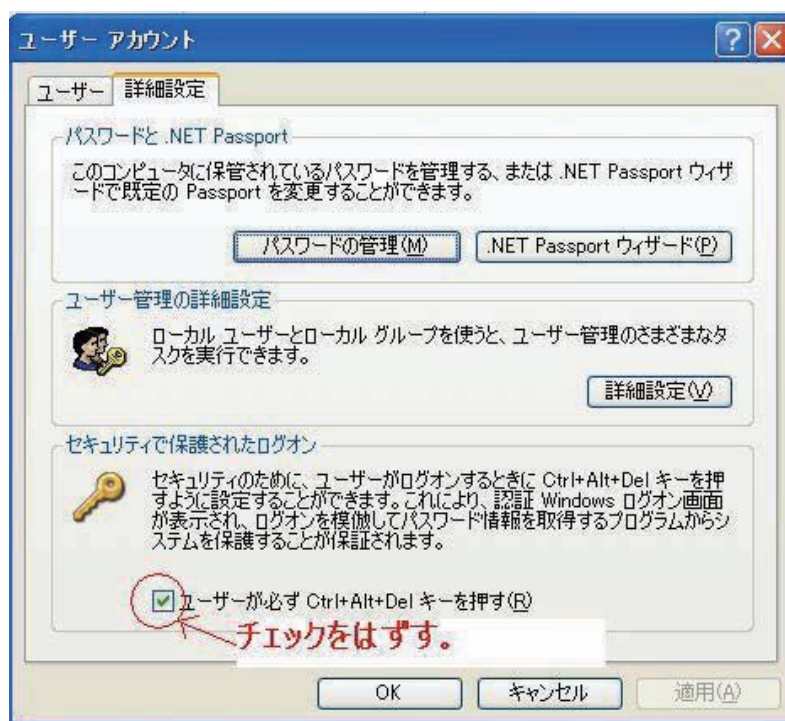 ユーザー アカウント
ユーザー 詳細設定
パスワードと .NET Passport
このコンピュータに保管されているパスワードを管理する、または .NET Passport ウィザ
ードで既定の Passport を変更することができます。
パスワードの管理(M) .NET Passport ウィザード(P)
ユーザー管理の詳細設定
ローカル ユーザーとローカル グループを使うと、ユーザー管理のさまざまなタ
スクを実行できます。
詳細設定(V)
セキュリティで保護されたログオン
セキュリティのために、ユーザーがログオンするときに Ctrl+Alt+Del キーを押
すように設定することができます。これにより、認証 Windows ログオン画面
が表示され、ログオンを模倣してパスワード情報を取得するプログラムからシ
ステムを保護することが保証されます。
ユーザーが必ず Ctrl+Alt+Del キーを押す(R)
チェックをはずす。
OK キャンセル 適用(A)